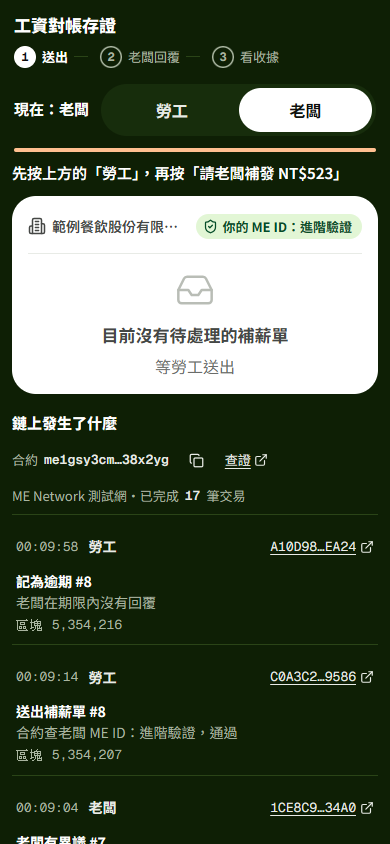 工資對帳存證
1 送出 2 老闆回覆 3 看收據
現在：老闆 勞工 老闆
先按上方的「勞工」，再按「請老闆補發 NT$523」
範例餐飲股份有限… 你的 ME ID：進階驗證
目前沒有待處理的補薪單
等勞工送出
鏈上發生了什麼
合約 me1gsy3cm…38x2yg 查證
ME Network 測試網・已完成 17 筆交易
00:09:58 勞工 A10D98…EA24
記為逾期 #8
老闆在期限內沒有回覆
區塊 5,354,216
00:09:14 勞工 C0A3C2…9586
送出補薪單 #8
合約查老闆 ME ID：進階驗證，通過
區塊 5,354,207
00:09:04 老闆 1CE8C9…34A0
老闆有異議 #7